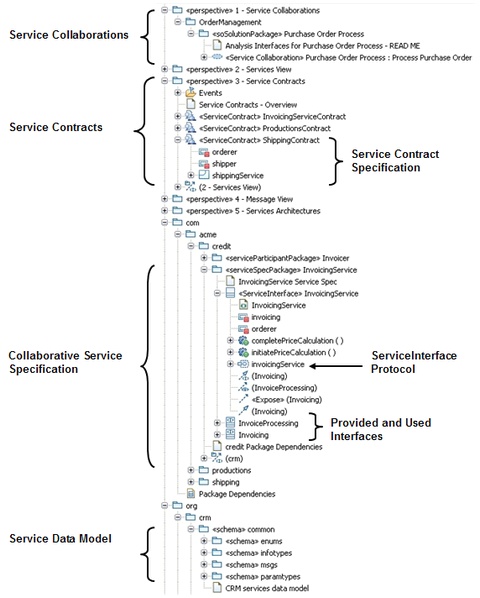 <perspective> 1 - Service Collaborations
OrderManagement
Service Collaborations
<soSolutionPackage> Purchase Order Process
Analysis Interfaces for Purchase Order Process - READ ME
<Service Collaboration> Purchase Order Process : Process Purchase Order
<perspective> 2 - Services View
<perspective> 3 - Service Contracts
Events
Service Contracts - Overview
<ServiceContract> InvoicingServiceContract
Service Contracts
<ServiceContract> ProductionsContract
<ServiceContract> ShippingContract
orderer
Service Contract
Specification
shipper
shippingService
(2 - Services View)
<perspective> 4 - Message View
<perspective> 5 - Services Architectures
com
acme
credit
<serviceParticipantPackage> Invoicer
<serviceSpecPackage> InvoicingService
InvoicingService Service Spec
<ServiceInterface> InvoicingService
InvoicingService
invoicing
orderer
completePriceCalculation ( )
Collaborative Service
Specification
initiatePriceCalculation ( )
invoicingService
ServiceInterface
Protocol
(Invoicing)
(InvoiceProcessing)
<Expose> (Invoicing)
(Invoicing)
InvoiceProcessing
Provided and Used
Interfaces
Invoicing
credit Package Dependencies
(crm)
productions
shipping
Package Dependencies
org
crm
<schema> common
Service Data Model
<schema> enums
<schema> infotypes
<schema> msgs
<schema> paramtypes
CRM services data model